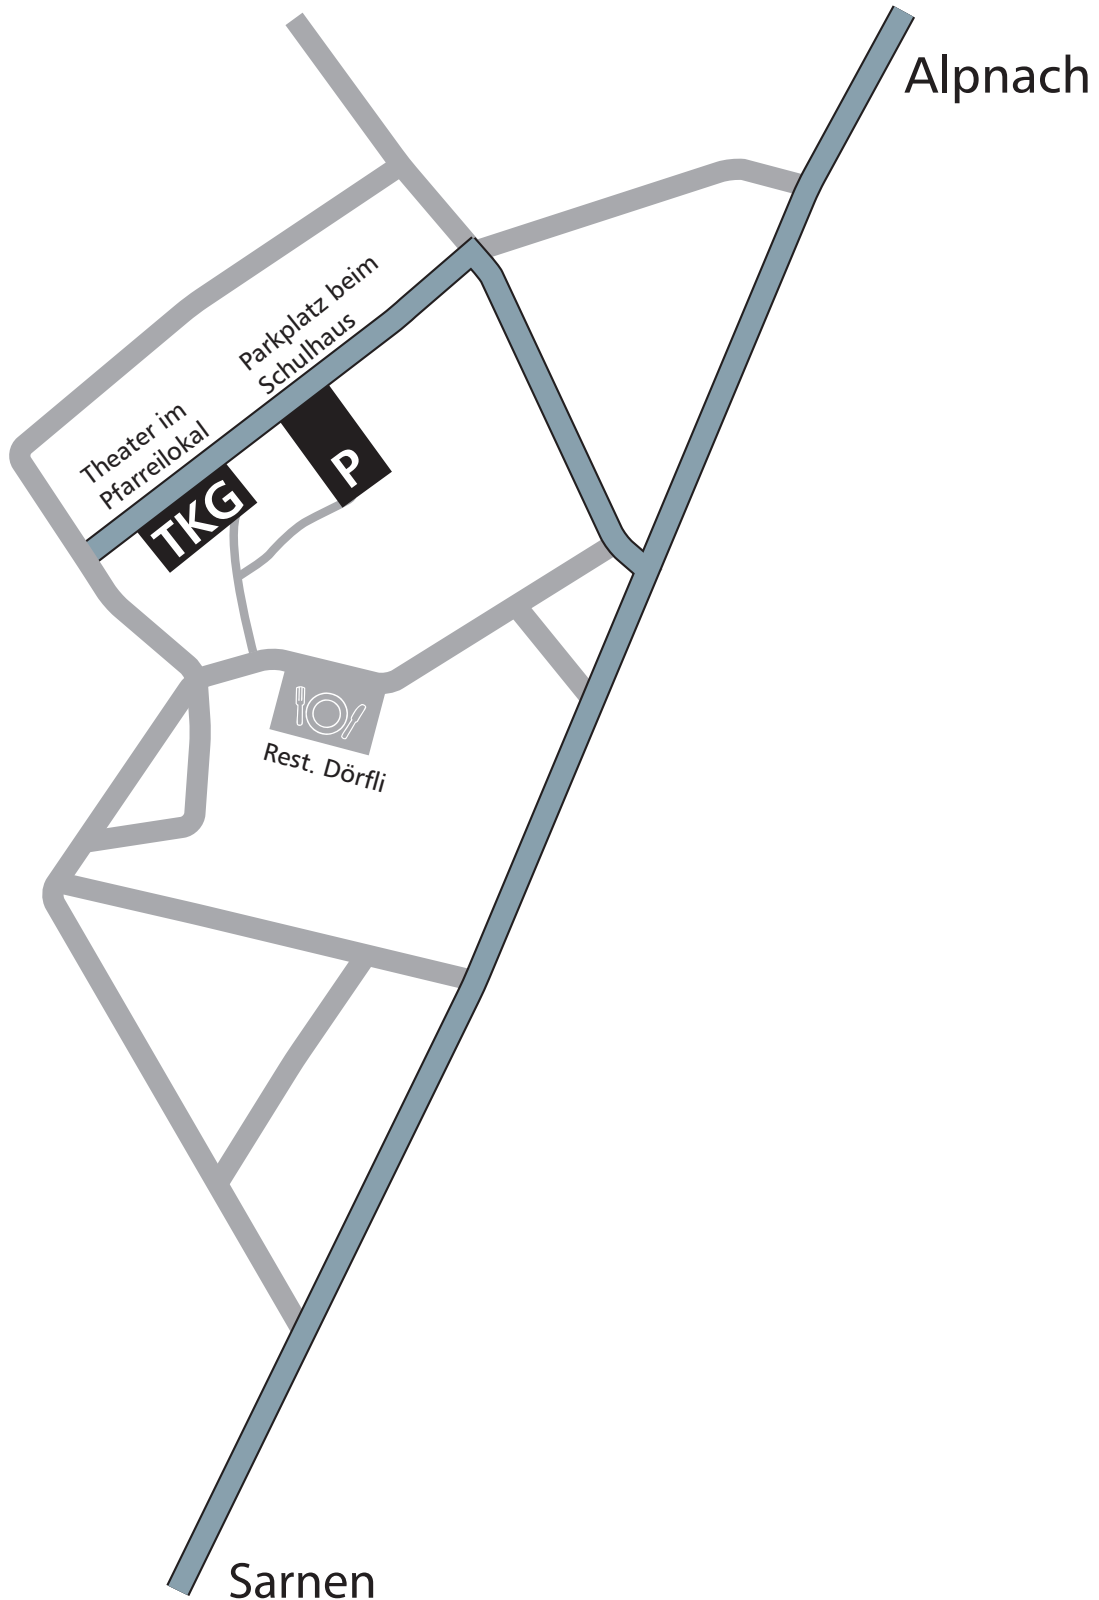 Alpnach
Parkplatz beim
Schulhaus
Theater im
Pfarreilokal
P
TKG
Rest. Dörfli
Sarnen